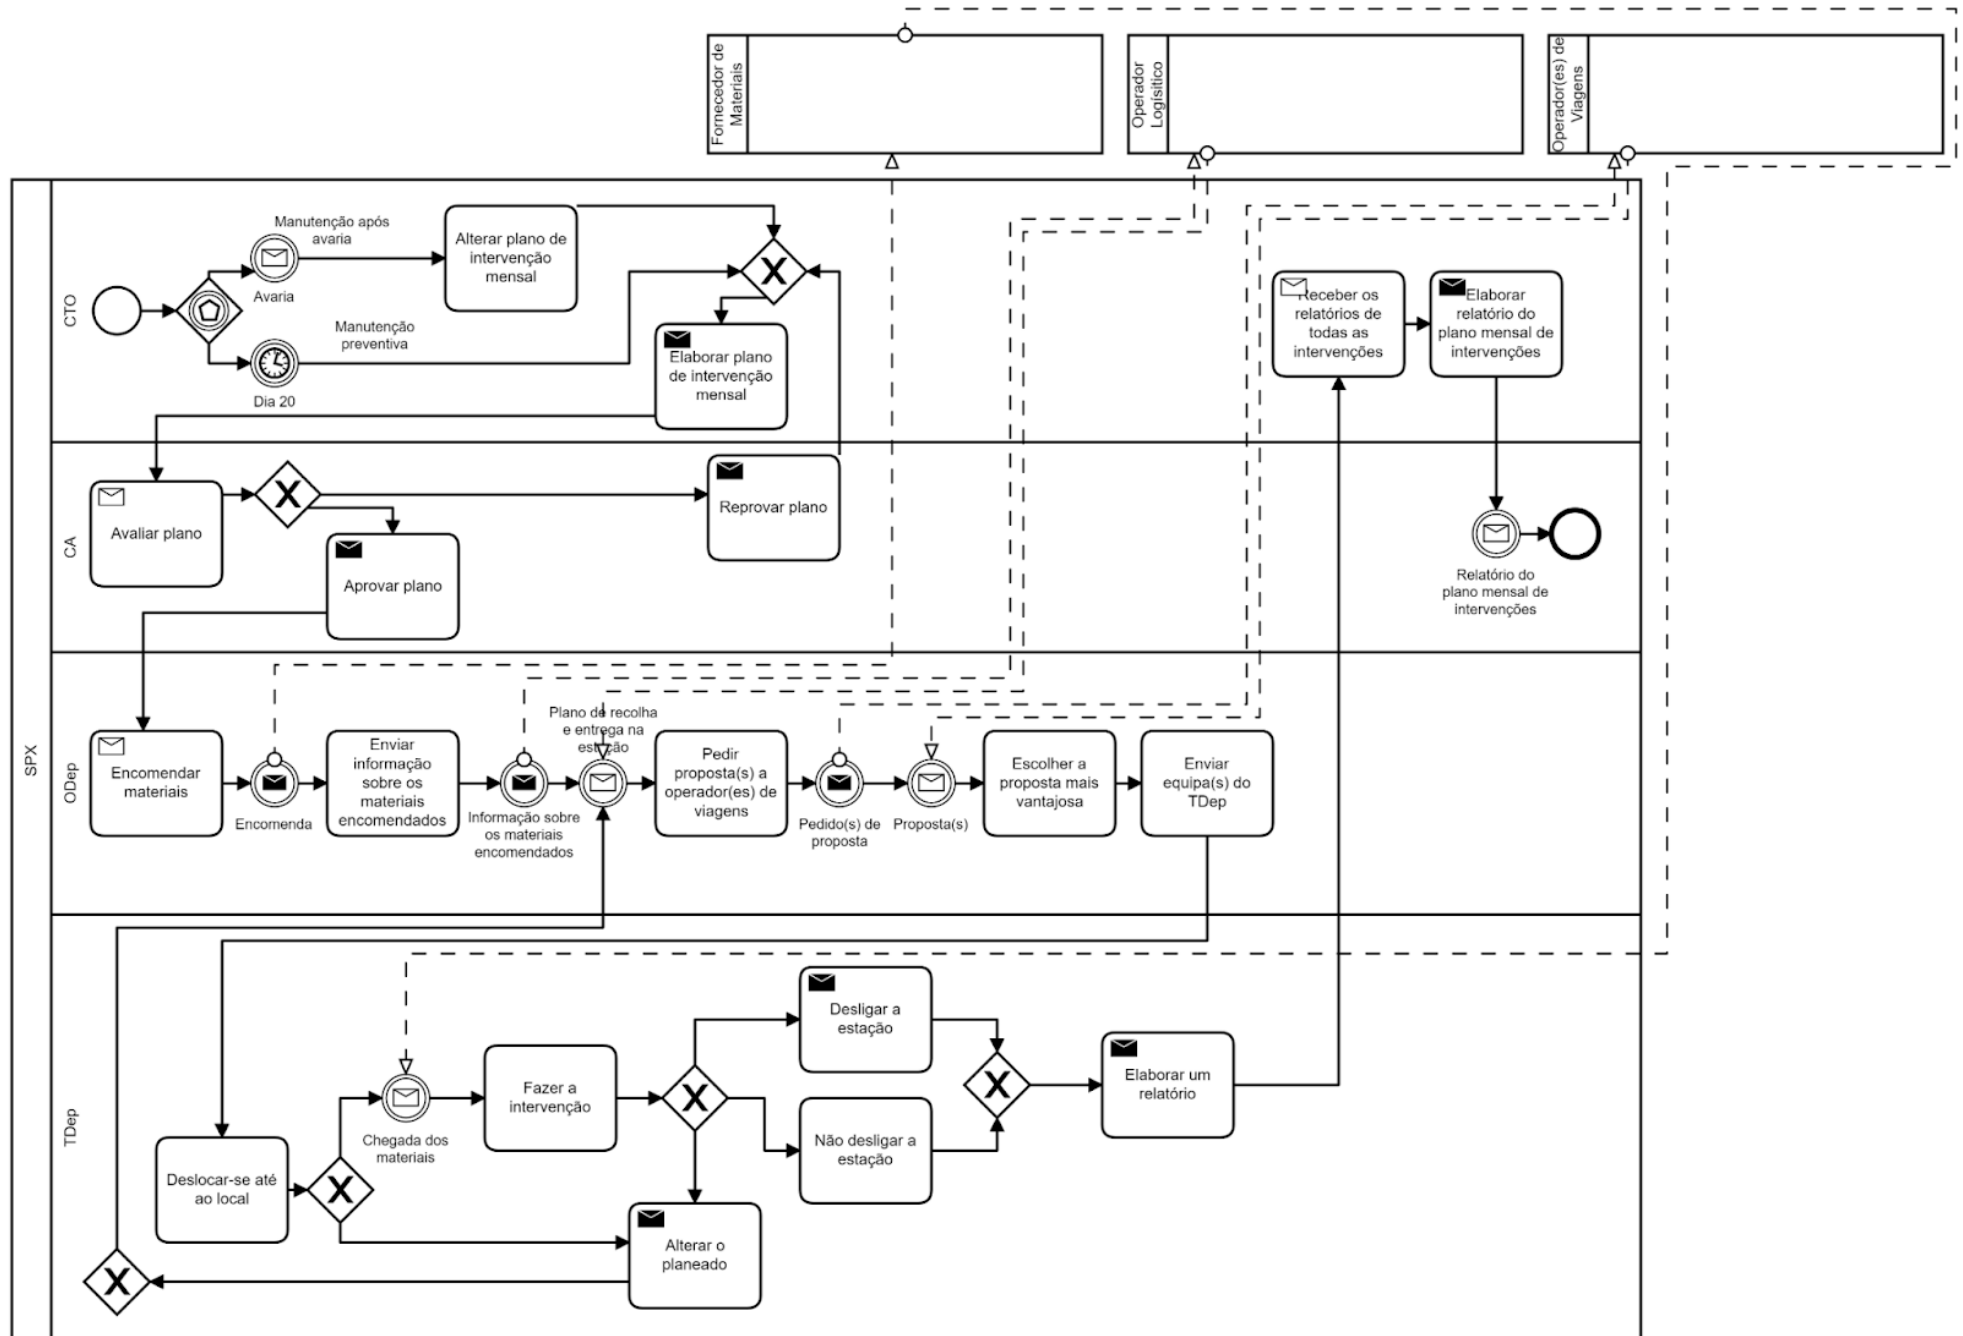 Fornecedor de
Materiais
Operador
Logísitico
Operador(es) de
Viagens
SPX
CTO
Manutenção após
avaria
Avaria
Alterar plano de
intervenção
mensal
Manutenção
preventiva
Dia 20
Elaborar plano
de intervenção
mensal
Receber os
relatórios de
todas as
intervenções
Elaborar
relatório do
plano mensal de
intervenções
CA
Avaliar plano
Aprovar plano
Reprovar plano
Relatório do
plano mensal de
intervenções
ODep
Encomendar
materiais
Encomenda
Enviar
informação
sobre os
materiais
encomendados
Informação sobre
os materiais
encomendados
Plano de recolha
e entrega na
estação
Pedir
proposta(s) a
operador(es) de
viagens
Pedido(s) de
proposta
Proposta(s)
Escolher a
proposta mais
vantajosa
Enviar
equipa(s) do
TDep
TDep
Deslocar-se até
ao local
Chegada dos
materiais
Fazer a
intervenção
Desligar a
estação
Não desligar a
estação
Alterar o
planeado
Elaborar um
relatório